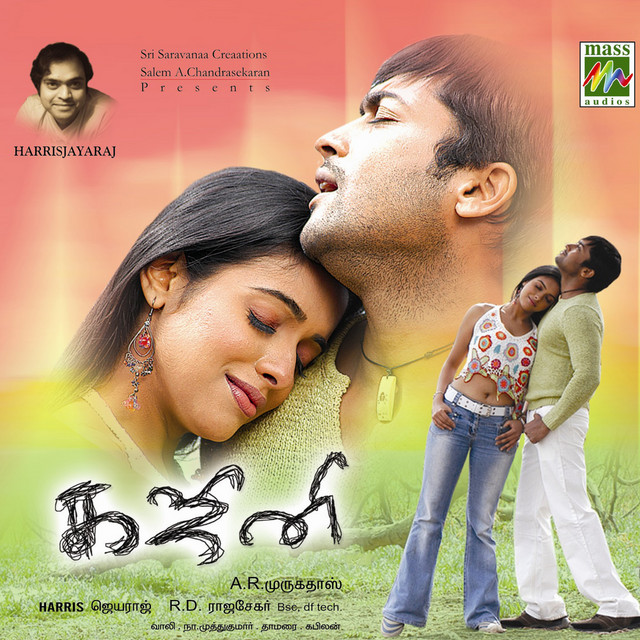 Sri Saravanaa Creaations
Salem A.Chandrasekaran
Presents
mass
audios
HARRISJAYARAJ
கஜினி
A.R.முருகதாஸ்
HARRIS ஜெயராஜ் R.D. ராஜசேகர் Bsc, df tech.
வாலி . நா.முத்துகுமார் . தாமரை . கபிலன்